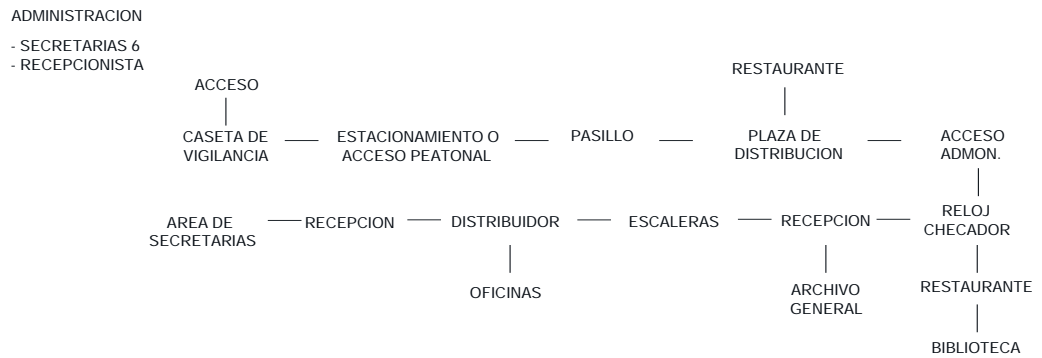 ADMINISTRACION
- SECRETARIAS 6
- RECEPCIONISTA
ACCESO
RESTAURANTE
CASETA DE
VIGILANCIA
ESTACIONAMIENTO O
ACCESO PEATONAL
PASILLO
PLAZA DE
DISTRIBUCION
ACCESO
ADMON.
AREA DE
SECRETARIAS
RECEPCION
DISTRIBUIDOR
ESCALERAS
RECEPCION
RELOJ
CHECADOR
OFICINAS
ARCHIVO
GENERAL
RESTAURANTE
BIBLIOTECA